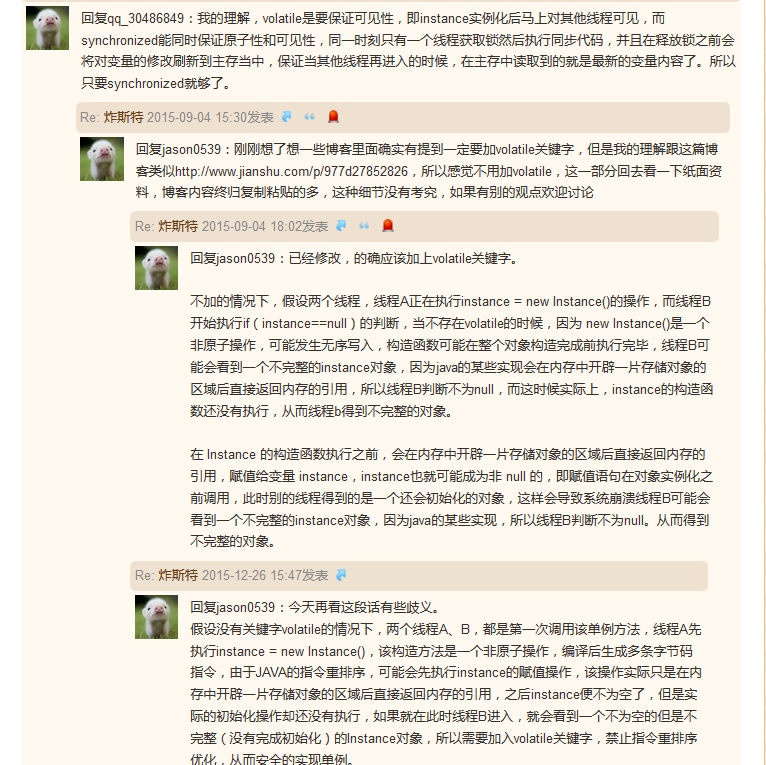 回复qq_30486849：我的理解，volatile是要保证可见性，即instance实例化后马上对其他线程可见，而
synchronized能同时保证原子性和可见性，同一时刻只有一个线程获取锁然后执行同步代码，并且在释放锁之前会
将对变量的修改刷新到主存当中，保证当其他线程再进入的时候，在主存中读取到的就是最新的变量内容了。所以
只要synchronized就够了。
Re: 炸斯特 2015-09-04 15:30发表
回复jason0539：刚刚想了想一些博客里面确实有提到一定要加volatile关键字，但是我的理解跟这篇博
客类似http://www.jianshu.com/p/977d27852826，所以感觉不用加volatile，这一部分回去看一下纸面资
料，博客内容终归复制粘贴的多，这种细节没有考究，如果有别的观点欢迎讨论
Re: 炸斯特 2015-09-04 18:02发表
回复jason0539：已经修改，的确应该加上volatile关键字。
不加的情况下，假设两个线程，线程A正在执行instance = new Instance()的操作，而线程B
开始执行if（instance==null）的判断，当不存在volatile的时候，因为 new Instance()是一个
非原子操作，可能发生无序写入，构造函数可能在整个对象构造完成前执行完毕，线程B可
能会看到一个不完整的instance对象，因为java的某些实现会在内存中开辟一片存储对象的
区域后直接返回内存的引用，所以线程B判断不为null，而这时候实际上，instance的构造函
数还没有执行，从而线程b得到不完整的对象。
在 Instance 的构造函数执行之前，会在内存中开辟一片存储对象的区域后直接返回内存的
引用，赋值给变量 instance，instance也就可能成为非 null 的，即赋值语句在对象实例化之
前调用，此时别的线程得到的是一个还会初始化的对象，这样会导致系统崩溃线程B可能会
看到一个不完整的instance对象，因为java的某些实现，所以线程B判断不为null。从而得到
不完整的对象。
Re: 炸斯特 2015-12-26 15:47发表
回复jason0539：今天再看这段话有些歧义。
假设没有关键字volatile的情况下，两个线程A、B，都是第一次调用该单例方法，线程A先
执行instance = new Instance()，该构造方法是一个非原子操作，编译后生成多条字节码
指令，由于JAVA的指令重排序，可能会先执行instance的赋值操作，该操作实际只是在内
存中开辟一片存储对象的区域后直接返回内存的引用，之后instance便不为空了，但是实
际的初始化操作却还没有执行，如果就在此时线程B进入，就会看到一个不为空的但是不
完整（没有完成初始化）的Instance对象，所以需要加入volatile关键字，禁止指令重排序
优化，从而安全的实现单例。